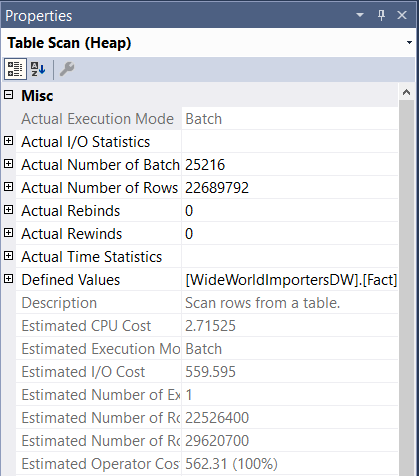 Properties
Table Scan (Heap)
Misc
Actual Execution Mode Batch
Actual I/O Statistics
Actual Number of Batch 25216
Actual Number of Rows 22689792
Actual Rebinds 0
Actual Rewinds 0
Actual Time Statistics
Defined Values [WideWorldImportersDW].[Fact]
Description Scan rows from a table.
Estimated CPU Cost 2.71525
Estimated Execution Mo Batch
Estimated I/O Cost 559.595
Estimated Number of Ex 1
Estimated Number of Ro 22526400
Estimated Number of Ro 29620700
Estimated Operator Cos 562.31 (100%)